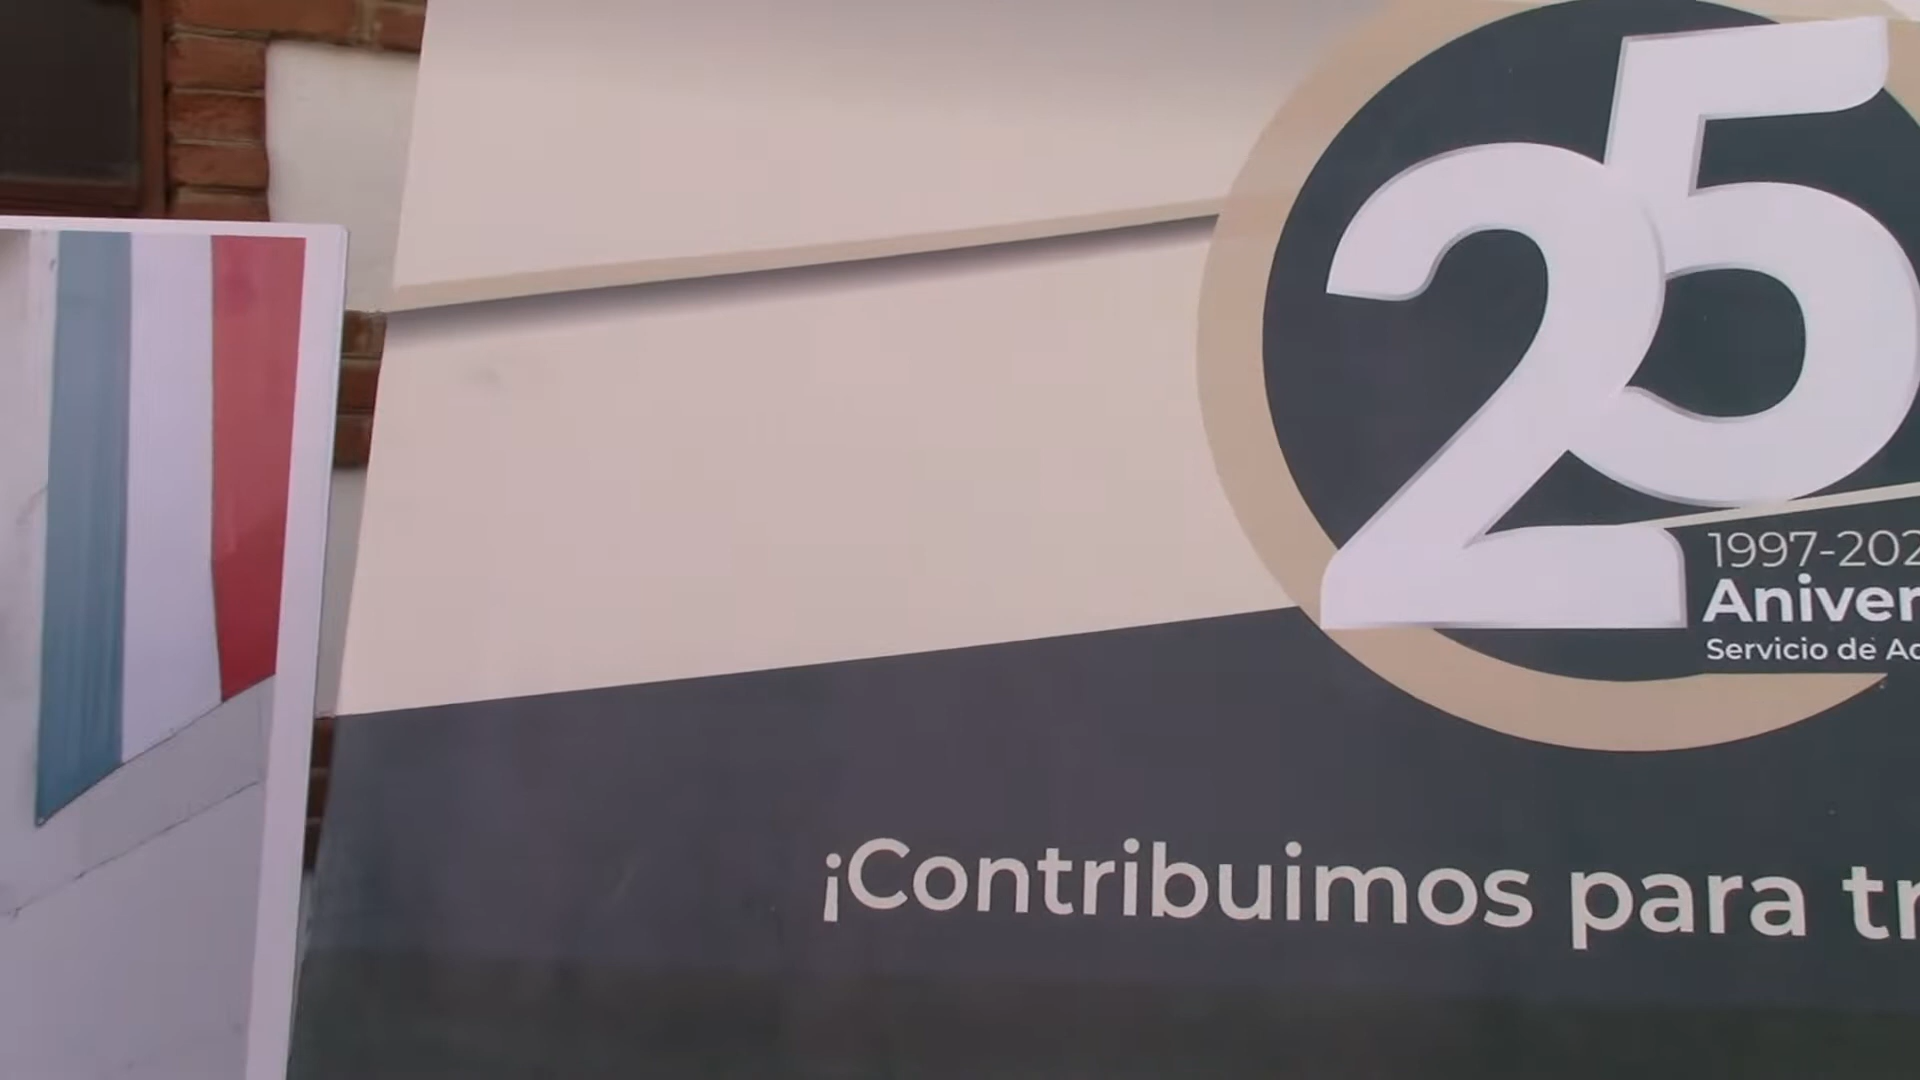 25
1997-202
Aniver
Servicio de Ad
¡Contribuimos para tr